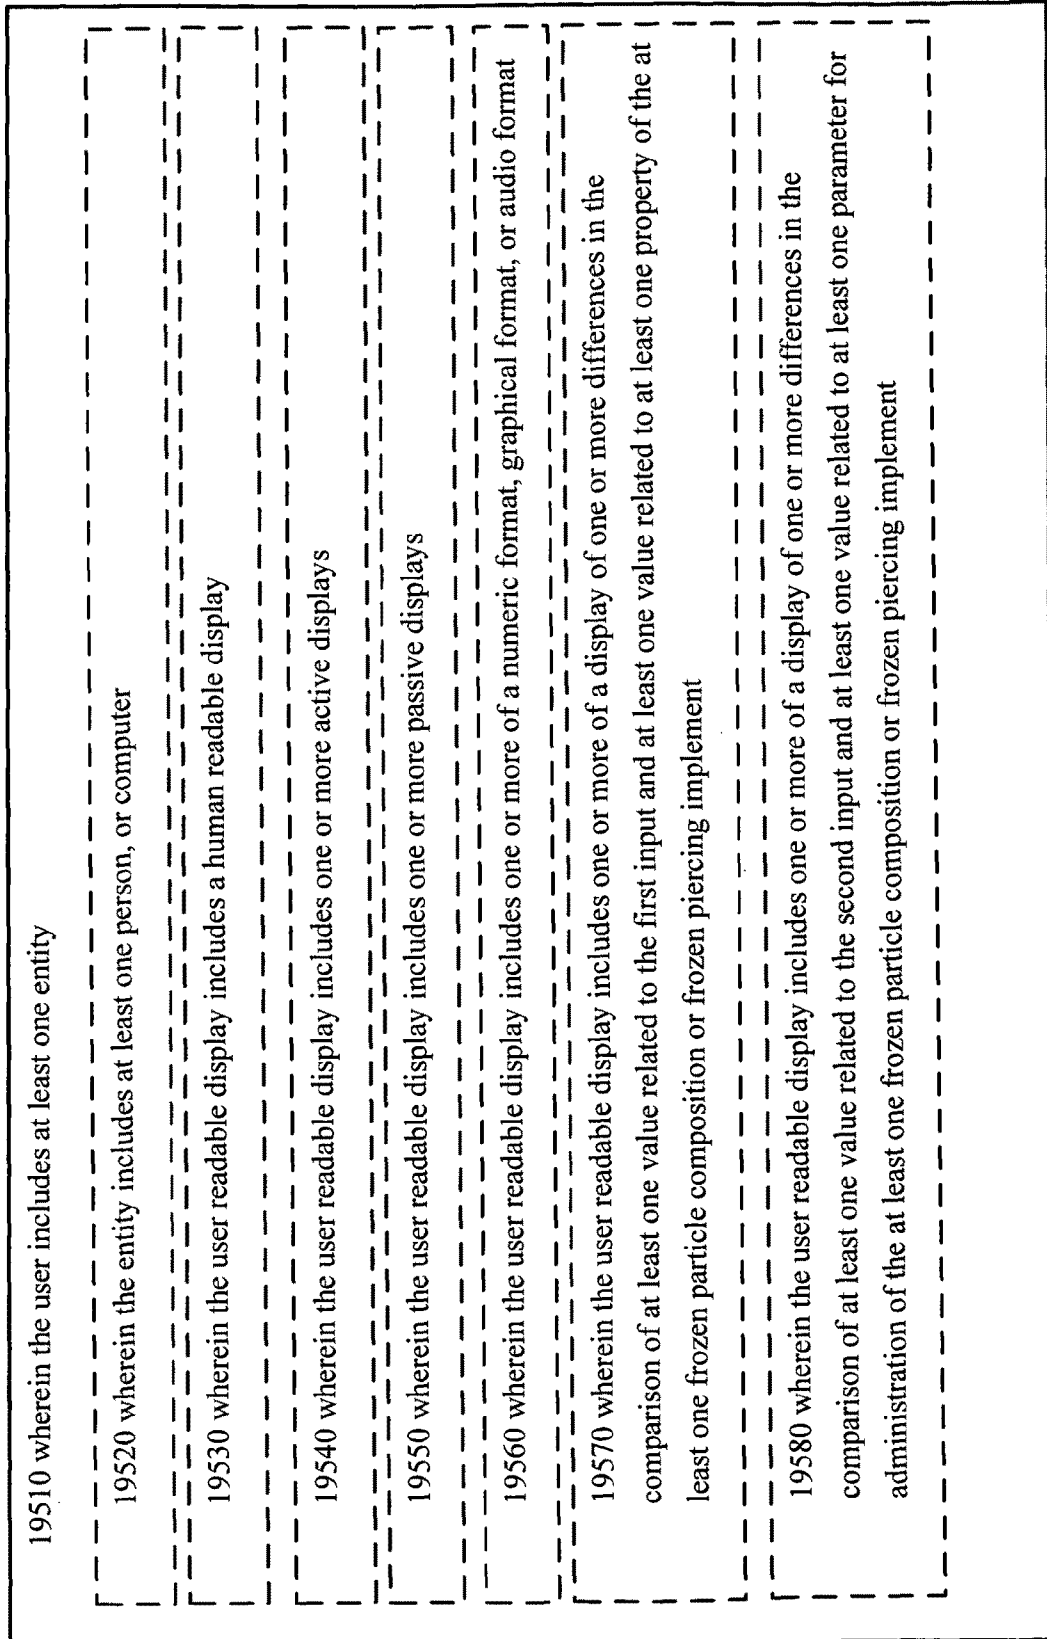 19510 wherein the user includes at least one entity
19520 wherein the entity includes at least one person, or computer
19530 wherein the user readable display includes a human readable display
19540 wherein the user readable display includes one or more active displays
19550 wherein the user readable display includes one or more passive displays
19560 wherein the user readable display includes one or more of a numeric format, graphical format, or audio format
19570 wherein the user readable display includes one or more of a display of one or more differences in the
comparison of at least one value related to the first input and at least one value related to at least one property of the at
least one frozen particle composition or frozen piercing implement
19580 wherein the user readable display includes one or more of a display of one or more differences in the
comparison of at least one value related to the second input and at least one value related to at least one parameter for
administration of the at least one frozen particle composition or frozen piercing implement